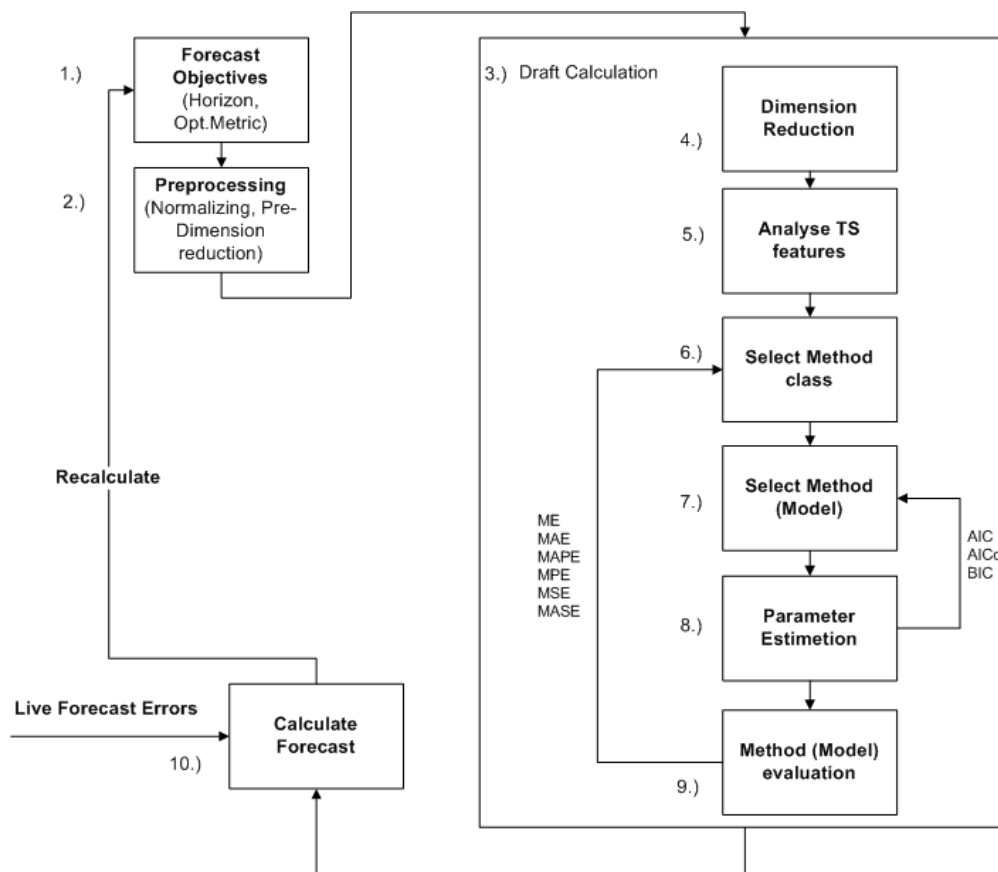 1.)
Forecast
Objectives
(Horizon,
Opt.Metric)
2.)
Preprocessing
(Normalizing, Pre-
Dimension
reduction)
Recalculate
Live Forecast Errors
10.)
Calculate
Forecast
3.) Draft Calculation
4.)
Dimension
Reduction
5.)
Analyse TS
features
6.)
Select Method
class
7.)
Select Method
(Model)
ME
MAE
MAPE
MPE
MSE
MASE
AIC
AICc
BIC
8.)
Parameter
Estimetion
9.)
Method (Model)
evaluation